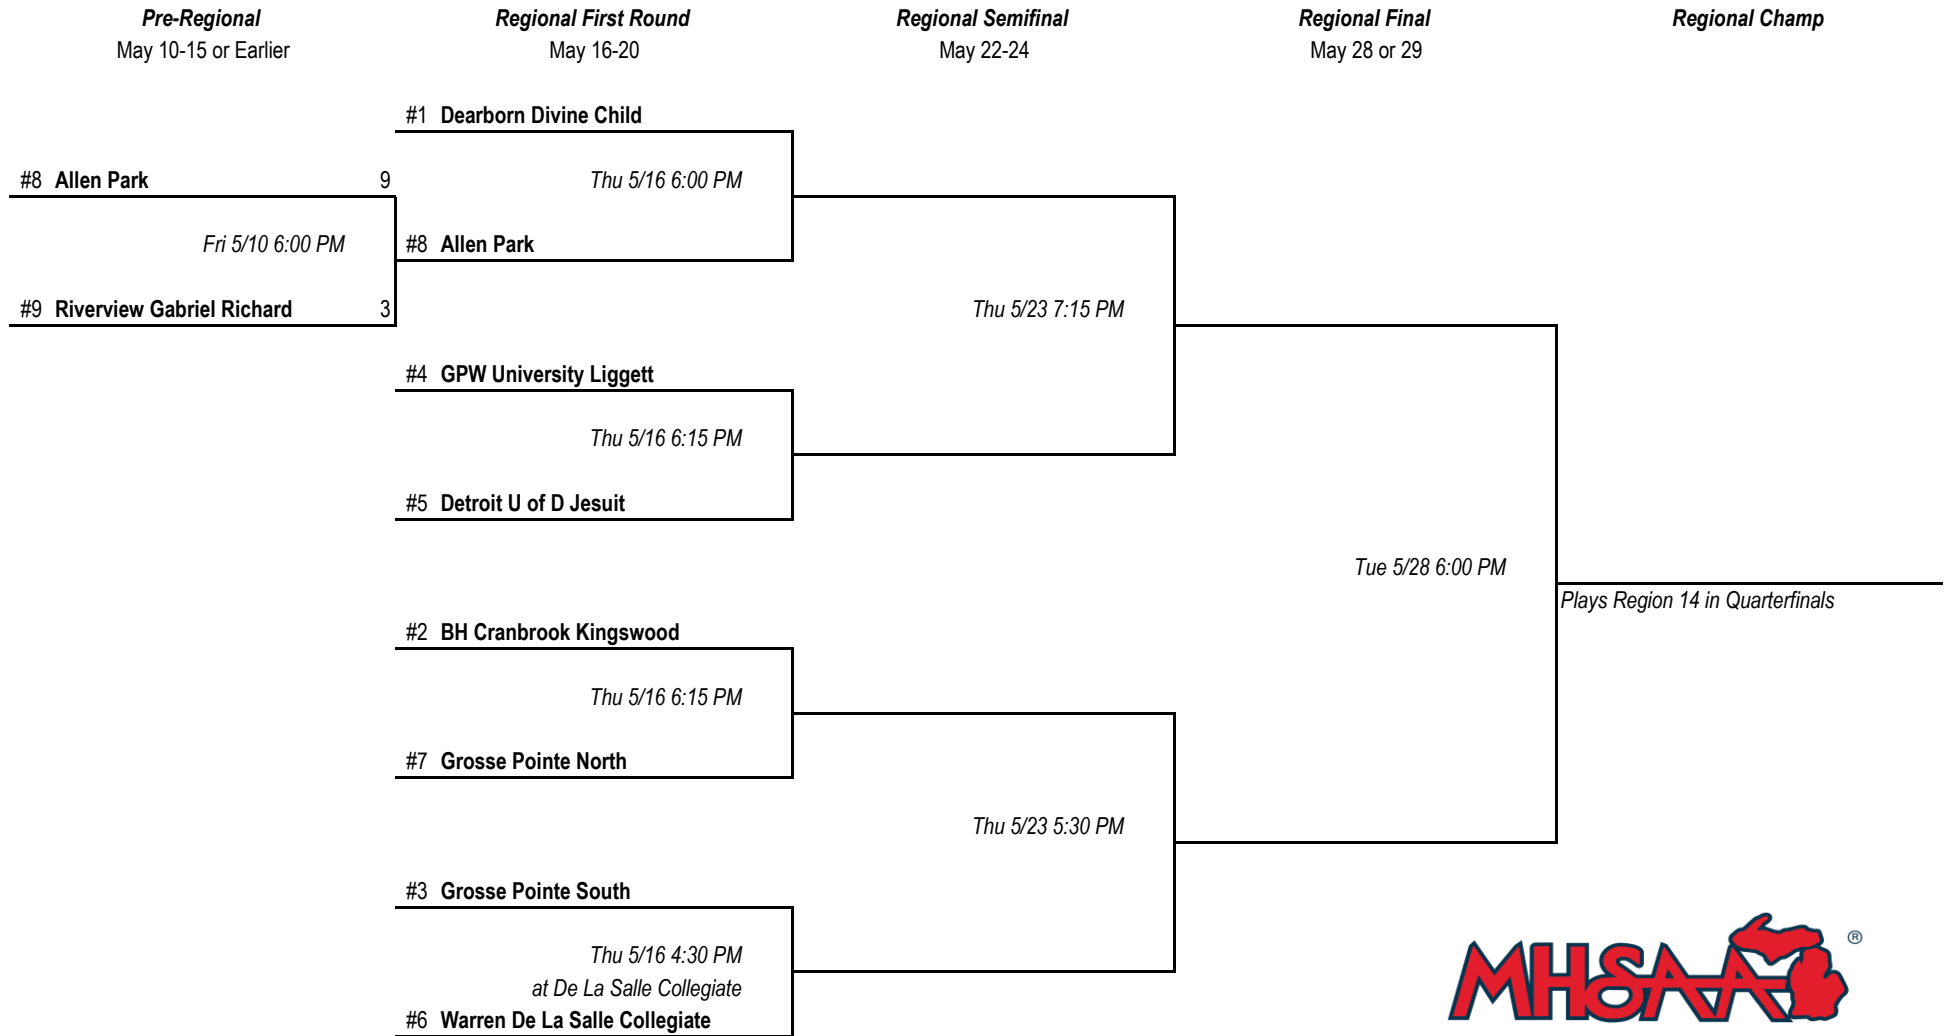 Pre-Regional Regional First Round Regional Semifinal Regional Final Regional Champ
May 10-15 or Earlier May 16-20 May 22-24 May 28 or 29
#1 Dearborn Divine Child
#8 Allen Park 9 Thu 5/16 6:00 PM
Fri 5/10 6:00 PM #8 Allen Park
#9 Riverview Gabriel Richard 3 Thu 5/23 7:15 PM
#4 GPW University Liggett
Thu 5/16 6:15 PM
#5 Detroit U of D Jesuit
Tue 5/28 6:00 PM
Plays Region 14 in Quarterfinals
#2 BH Cranbrook Kingswood
Thu 5/16 6:15 PM
#7 Grosse Pointe North
Thu 5/23 5:30 PM
#3 Grosse Pointe South
Thu 5/16 4:30 PM
at De La Salle Collegiate
#6 Warren De La Salle Collegiate
MHSAA ®